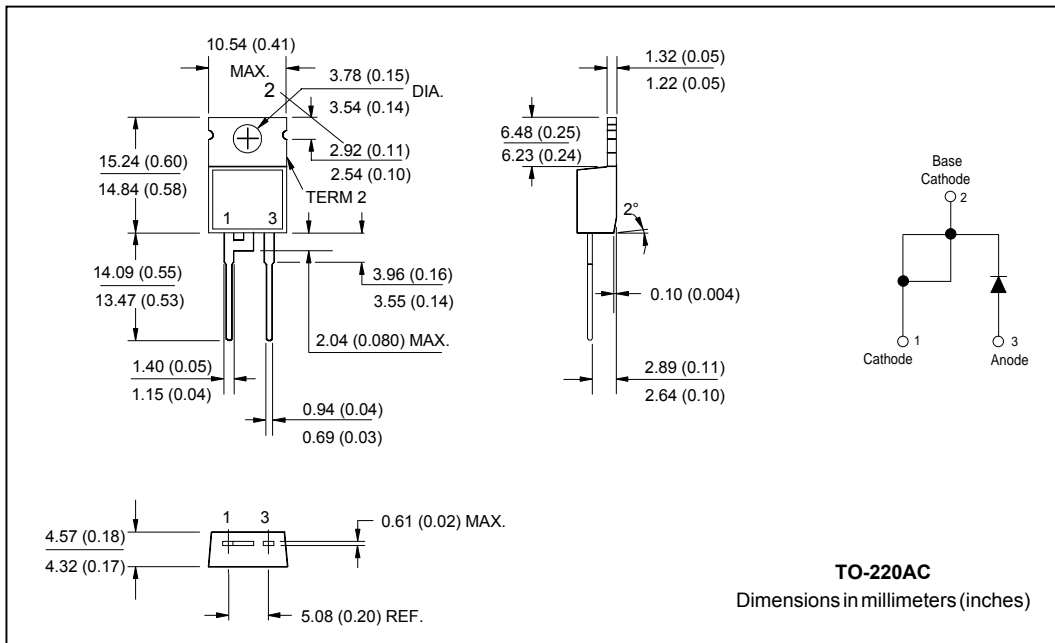 10.54 (0.41)
MAX.
2
3.78 (0.15)
3.54 (0.14)
DIA.
15.24 (0.60)
14.84 (0.58)
2.92 (0.11)
2.54 (0.10)
TERM 2
1 3
14.09 (0.55)
13.47 (0.53)
3.96 (0.16)
3.55 (0.14)
2.04 (0.080) MAX.
1.40 (0.05)
1.15 (0.04)
0.94 (0.04)
0.69 (0.03)
1.32 (0.05)
1.22 (0.05)
6.48 (0.25)
6.23 (0.24)
2°
0.10 (0.004)
2.89 (0.11)
2.64 (0.10)
Base
Cathode
2
1
Cathode
3
Anode
1 3
4.57 (0.18)
4.32 (0.17)
0.61 (0.02) MAX.
5.08 (0.20) REF.
TO-220AC
Dimensions in millimeters (inches)